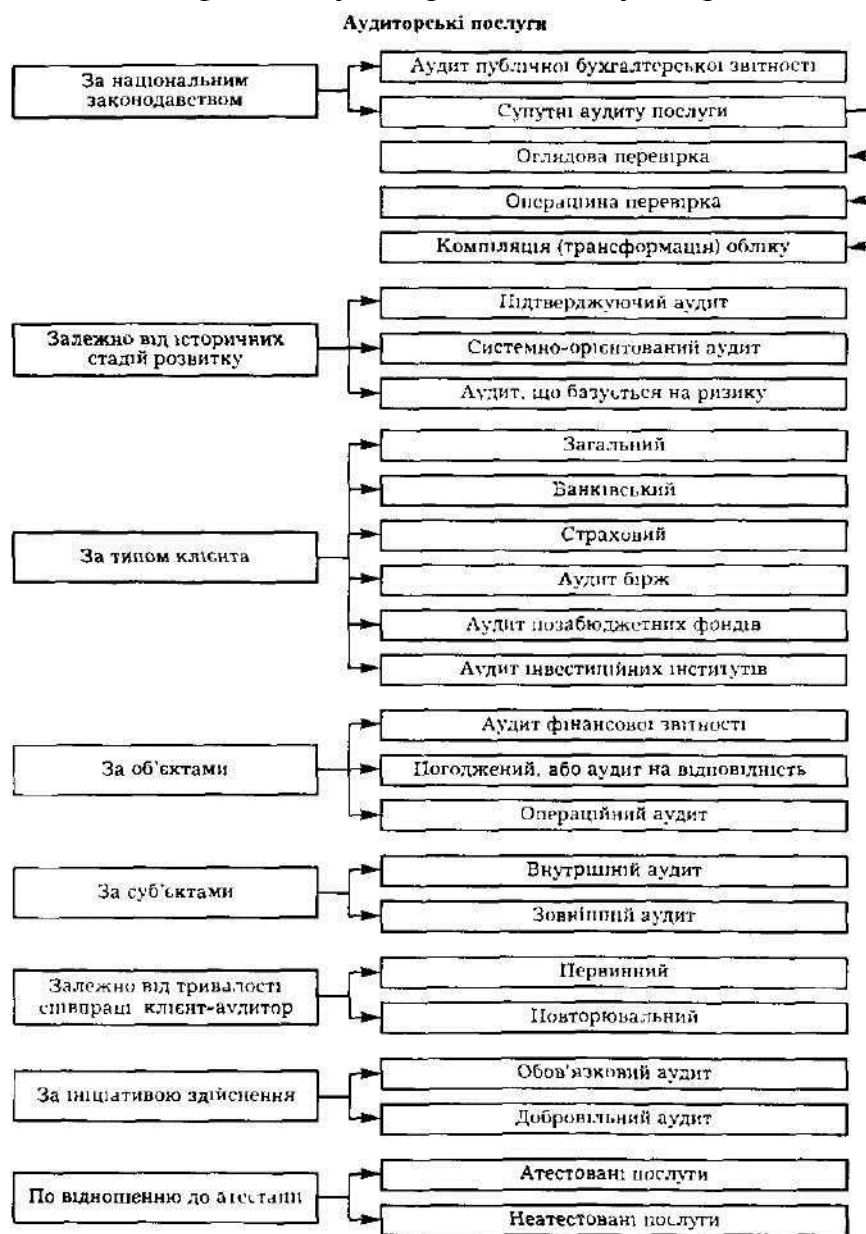 Аудиторські послуги
За національним
законодавством
Аудит публічної бухгалтерської звітності
Супутні аудиту послуги
Оглядова перевірка
Операційна перевірка
Компіляція (трансформація) обліку
Залежно від історичних
стадій розвитку
Підтверджуючий аудит
Системно-орієнтований аудит
Аудит, що базується на ризику
За типом клієнта
Загальний
Банківський
Страховий
Аудит бірж
Аудит позабюджетних фондів
Аудит інвестиційних інститутів
За об'єктами
Аудит фінансової звітності
Погоджений, або аудит на відповідність
Операційний аудит
За суб'єктами
Внутрішній аудит
Зовнішній аудит
Залежно від тривалості
співпраці клієнт-аудитор
Первинний
Повторювальний
За ініціативою здійснення
Обов'язковий аудит
Добровільний аудит
По відношенню до атестації
Атестовані послуги
Неатестовані послуги